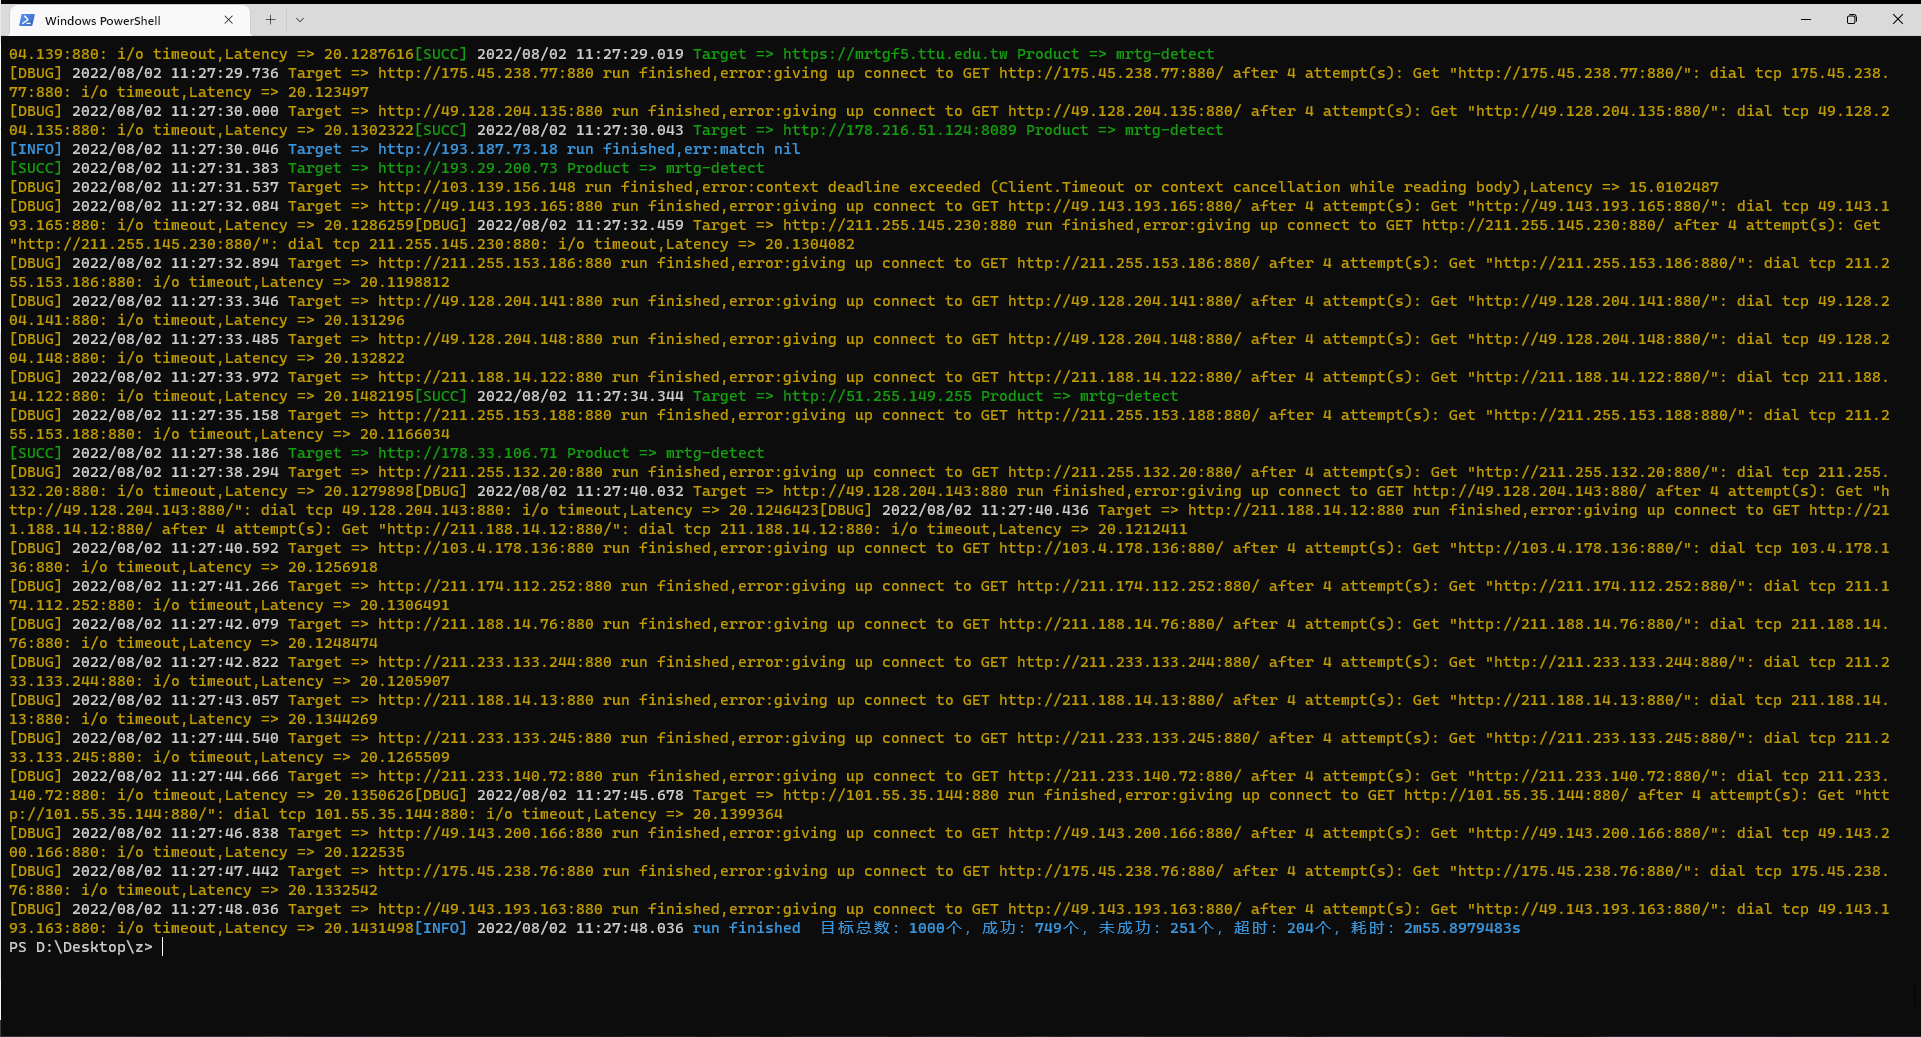 Windows PowerShell
04.139:880: i/o timeout,Latency => 20.1287616[SUCC] 2022/08/02 11:27:29.019 Target => https://mrtgf5.ttu.edu.tw Product => mrtg-detect
[DBUG] 2022/08/02 11:27:29.736 Target => http://175.45.238.77:880 run finished,error:giving up connect to GET http://175.45.238.77:880/ after 4 attempt(s): Get "http://175.45.238.77:880/": dial tcp 175.45.238.
77:880: i/o timeout,Latency => 20.123497
[DBUG] 2022/08/02 11:27:30.000 Target => http://49.128.204.135:880 run finished,error:giving up connect to GET http://49.128.204.135:880/ after 4 attempt(s): Get "http://49.128.204.135:880/": dial tcp 49.128.2
04.135:880: i/o timeout,Latency => 20.1302322[SUCC] 2022/08/02 11:27:30.043 Target => http://178.216.51.124:8089 Product => mrtg-detect
[INFO] 2022/08/02 11:27:30.046 Target => http://193.187.73.18 run finished,err:match nil
[SUCC] 2022/08/02 11:27:31.383 Target => http://193.29.200.73 Product => mrtg-detect
[DBUG] 2022/08/02 11:27:31.537 Target => http://103.139.156.148 run finished,error:context deadline exceeded (Client.Timeout or context cancellation while reading body),Latency => 15.0102487
[DBUG] 2022/08/02 11:27:32.084 Target => http://49.143.193.165:880 run finished,error:giving up connect to GET http://49.143.193.165:880/ after 4 attempt(s): Get "http://49.143.193.165:880/": dial tcp 49.143.1
93.165:880: i/o timeout,Latency => 20.1286259[DBUG] 2022/08/02 11:27:32.459 Target => http://211.255.145.230:880 run finished,error:giving up connect to GET http://211.255.145.230:880/ after 4 attempt(s): Get
"http://211.255.145.230:880/": dial tcp 211.255.145.230:880: i/o timeout,Latency => 20.1304082
[DBUG] 2022/08/02 11:27:32.894 Target => http://211.255.153.186:880 run finished,error:giving up connect to GET http://211.255.153.186:880/ after 4 attempt(s): Get "http://211.255.153.186:880/": dial tcp 211.2
55.153.186:880: i/o timeout,Latency => 20.1198812
[DBUG] 2022/08/02 11:27:33.346 Target => http://49.128.204.141:880 run finished,error:giving up connect to GET http://49.128.204.141:880/ after 4 attempt(s): Get "http://49.128.204.141:880/": dial tcp 49.128.2
04.141:880: i/o timeout,Latency => 20.131296
[DBUG] 2022/08/02 11:27:33.485 Target => http://49.128.204.148:880 run finished,error:giving up connect to GET http://49.128.204.148:880/ after 4 attempt(s): Get "http://49.128.204.148:880/": dial tcp 49.128.2
04.148:880: i/o timeout,Latency => 20.132822
[DBUG] 2022/08/02 11:27:33.972 Target => http://211.188.14.122:880 run finished,error:giving up connect to GET http://211.188.14.122:880/ after 4 attempt(s): Get "http://211.188.14.122:880/": dial tcp 211.188.
14.122:880: i/o timeout,Latency => 20.1482195[SUCC] 2022/08/02 11:27:34.344 Target => http://51.255.149.255 Product => mrtg-detect
[DBUG] 2022/08/02 11:27:35.158 Target => http://211.255.153.188:880 run finished,error:giving up connect to GET http://211.255.153.188:880/ after 4 attempt(s): Get "http://211.255.153.188:880/": dial tcp 211.2
55.153.188:880: i/o timeout,Latency => 20.1166034
[SUCC] 2022/08/02 11:27:38.186 Target => http://178.33.106.71 Product => mrtg-detect
[DBUG] 2022/08/02 11:27:38.294 Target => http://211.255.132.20:880 run finished,error:giving up connect to GET http://211.255.132.20:880/ after 4 attempt(s): Get "http://211.255.132.20:880/": dial tcp 211.255.
132.20:880: i/o timeout,Latency => 20.1279898[DBUG] 2022/08/02 11:27:40.032 Target => http://49.128.204.143:880 run finished,error:giving up connect to GET http://49.128.204.143:880/ after 4 attempt(s): Get "h
ttp://49.128.204.143:880/": dial tcp 49.128.204.143:880: i/o timeout,Latency => 20.1246423[DBUG] 2022/08/02 11:27:40.436 Target => http://211.188.14.12:880 run finished,error:giving up connect to GET http://21
1.188.14.12:880/ after 4 attempt(s): Get "http://211.188.14.12:880/": dial tcp 211.188.14.12:880: i/o timeout,Latency => 20.1212411
[DBUG] 2022/08/02 11:27:40.592 Target => http://103.4.178.136:880 run finished,error:giving up connect to GET http://103.4.178.136:880/ after 4 attempt(s): Get "http://103.4.178.136:880/": dial tcp 103.4.178.1
36:880: i/o timeout,Latency => 20.1256918
[DBUG] 2022/08/02 11:27:41.266 Target => http://211.174.112.252:880 run finished,error:giving up connect to GET http://211.174.112.252:880/ after 4 attempt(s): Get "http://211.174.112.252:880/": dial tcp 211.1
74.112.252:880: i/o timeout,Latency => 20.1306491
[DBUG] 2022/08/02 11:27:42.079 Target => http://211.188.14.76:880 run finished,error:giving up connect to GET http://211.188.14.76:880/ after 4 attempt(s): Get "http://211.188.14.76:880/": dial tcp 211.188.14.
76:880: i/o timeout,Latency => 20.1248474
[DBUG] 2022/08/02 11:27:42.822 Target => http://211.233.133.244:880 run finished,error:giving up connect to GET http://211.233.133.244:880/ after 4 attempt(s): Get "http://211.233.133.244:880/": dial tcp 211.2
33.133.244:880: i/o timeout,Latency => 20.1205907
[DBUG] 2022/08/02 11:27:43.057 Target => http://211.188.14.13:880 run finished,error:giving up connect to GET http://211.188.14.13:880/ after 4 attempt(s): Get "http://211.188.14.13:880/": dial tcp 211.188.14.
13:880: i/o timeout,Latency => 20.1344269
[DBUG] 2022/08/02 11:27:44.540 Target => http://211.233.133.245:880 run finished,error:giving up connect to GET http://211.233.133.245:880/ after 4 attempt(s): Get "http://211.233.133.245:880/": dial tcp 211.2
33.133.245:880: i/o timeout,Latency => 20.1265509
[DBUG] 2022/08/02 11:27:44.666 Target => http://211.233.140.72:880 run finished,error:giving up connect to GET http://211.233.140.72:880/ after 4 attempt(s): Get "http://211.233.140.72:880/": dial tcp 211.233.
140.72:880: i/o timeout,Latency => 20.1350626[DBUG] 2022/08/02 11:27:45.678 Target => http://101.55.35.144:880 run finished,error:giving up connect to GET http://101.55.35.144:880/ after 4 attempt(s): Get "htt
p://101.55.35.144:880/": dial tcp 101.55.35.144:880: i/o timeout,Latency => 20.1399364
[DBUG] 2022/08/02 11:27:46.838 Target => http://49.143.200.166:880 run finished,error:giving up connect to GET http://49.143.200.166:880/ after 4 attempt(s): Get "http://49.143.200.166:880/": dial tcp 49.143.2
00.166:880: i/o timeout,Latency => 20.122535
[DBUG] 2022/08/02 11:27:47.442 Target => http://175.45.238.76:880 run finished,error:giving up connect to GET http://175.45.238.76:880/ after 4 attempt(s): Get "http://175.45.238.76:880/": dial tcp 175.45.238.
76:880: i/o timeout,Latency => 20.1332542
[DBUG] 2022/08/02 11:27:48.036 Target => http://49.143.193.163:880 run finished,error:giving up connect to GET http://49.143.193.163:880/ after 4 attempt(s): Get "http://49.143.193.163:880/": dial tcp 49.143.1
93.163:880: i/o timeout,Latency => 20.1431498[INFO] 2022/08/02 11:27:48.036 run finished 目标总数: 1000个, 成功: 749个, 未成功: 251个, 超时: 204个, 耗时: 2m55.8979483s
PS D:\Desktop\z>